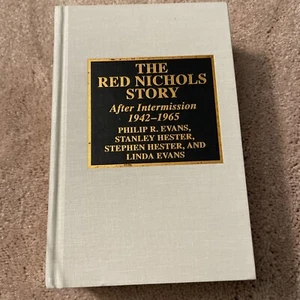 THE
RED NICHOLS
STORY
After Intermission
1942–1965
PHILIP R. EVANS,
STANLEY HESTER,
STEPHEN HESTER, AND
LINDA EVANS